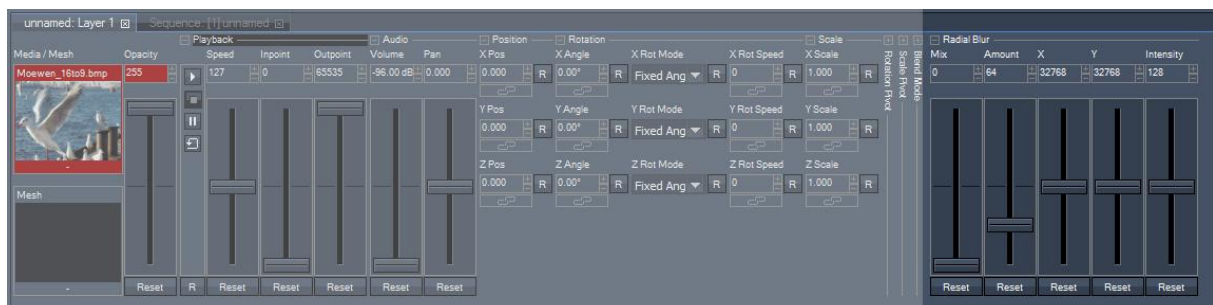 unnamed: Layer 1
Sequence: [1] unnamed
Playback Audio Position Rotation Scale Radial Blur
Media / Mesh Opacity Speed Inpoint Outpoint Volume Pan X Pos X Angle X Rot Mode X Rot Speed X Scale Mix Amount X Y Intensity
Moewen_16to9.bmp 255 127 0 65535 -96.00 dB 0.000 0.000 R 0.00° R Fixed Ang R 0 R 1.000 R 0 64 32768 32768 128
Rotation Pivot
Scale Pivot
Blend Mode
Y Pos Y Angle Y Rot Mode Y Rot Speed Y Scale
0.000 R 0.00° R Fixed Ang R 0 R 1.000 R
Z Pos Z Angle Z Rot Mode Z Rot Speed Z Scale
0.000 R 0.00° R Fixed Ang R 0 R 1.000 R
-
Mesh
-
Reset R Reset Reset Reset Reset Reset Reset Reset Reset Reset Reset